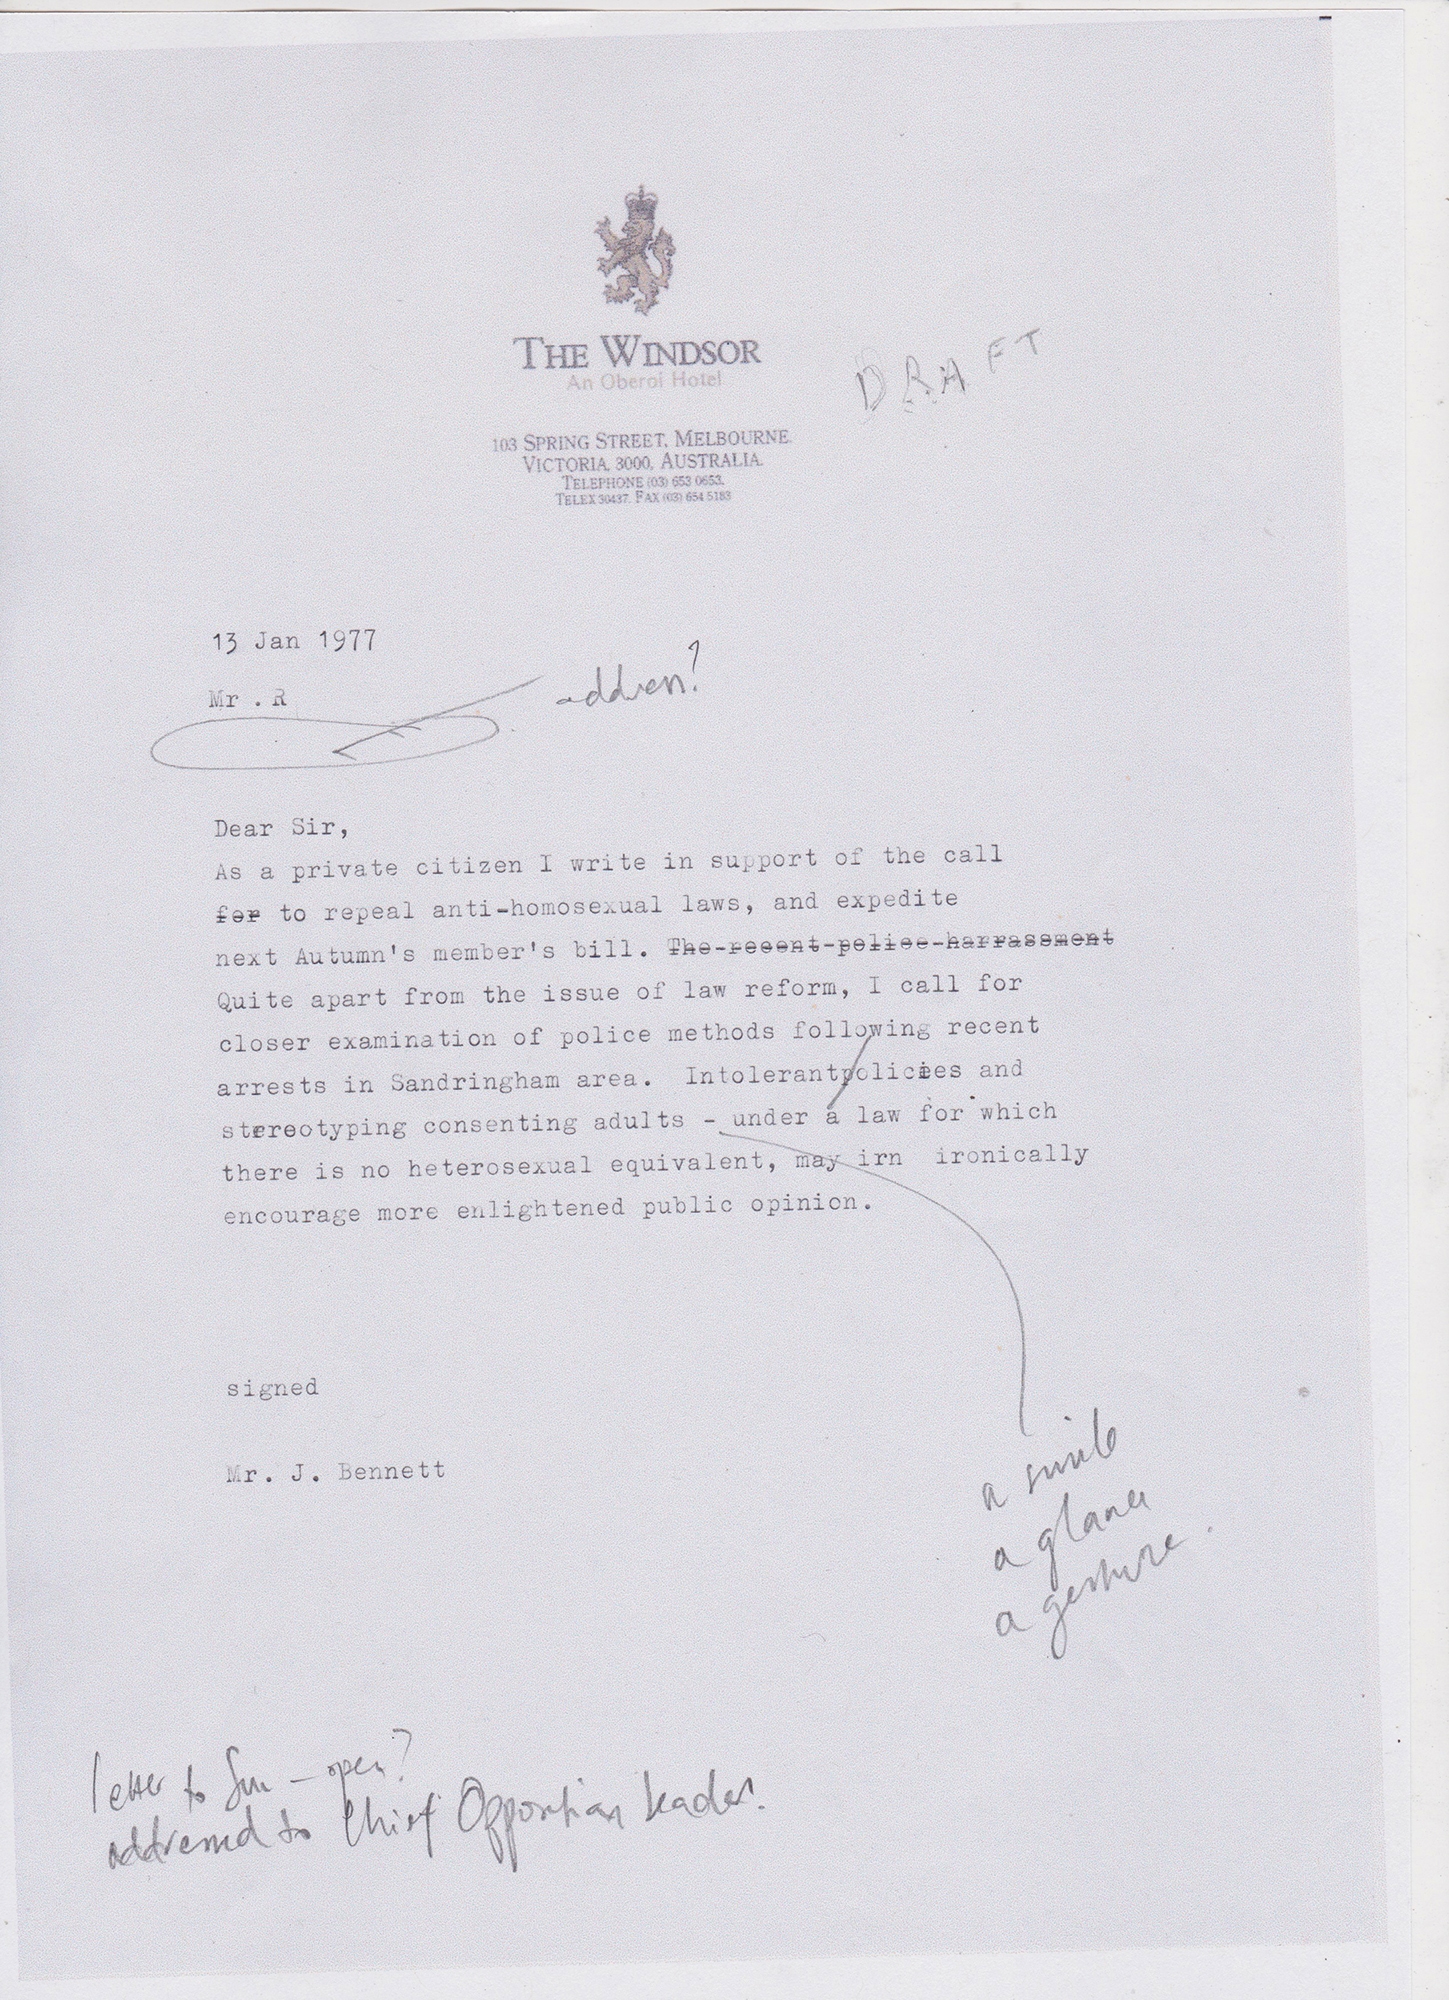 THE WINDSOR
An Oberoi Hotel
DRAFT
103 SPRING STREET, MELBOURNE.
VICTORIA, 3000, AUSTRALIA.
TELEPHONE (03) 653 0653.
TELEX 30437. FAX (03) 654 5183
13 Jan 1977
address?
Mr .R
Dear Sir,
As a private citizen I write in support of the call
for to repeal anti-homosexual laws, and expedite
next Autumn's member's bill. The-recent-police-harrassment
Quite apart from the issue of law reform, I call for
closer examination of police methods following recent
arrests in Sandringham area. Intolerantpolicies and
stereotyping consenting adults - under a law for which
there is no heterosexual equivalent, may irn ironically
encourage more enlightened public opinion.
signed
Mr. J. Bennett
a smile
a glance
a gesture.
letter to Sun - open?
addressed to Chief Opposition Leader.